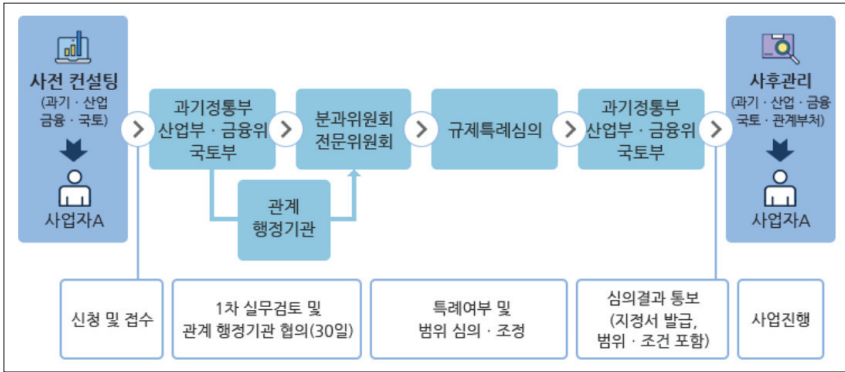 사전 컨설팅
(과기 · 산업
금융 · 국토)
사업자A
과기정통부
산업부 · 금융위
국토부
관계
행정기관
분과위원회
전문위원회
규제특례심의
과기정통부
산업부 · 금융위
국토부
사후관리
(과기 · 산업 · 금융
국토 · 관계부처)
사업자A
신청 및 접수
1차 실무검토 및
관계 행정기관 협의(30일)
특례여부 및
범위 심의 · 조정
심의결과 통보
(지정서 발급,
범위 · 조건 포함)
사업진행